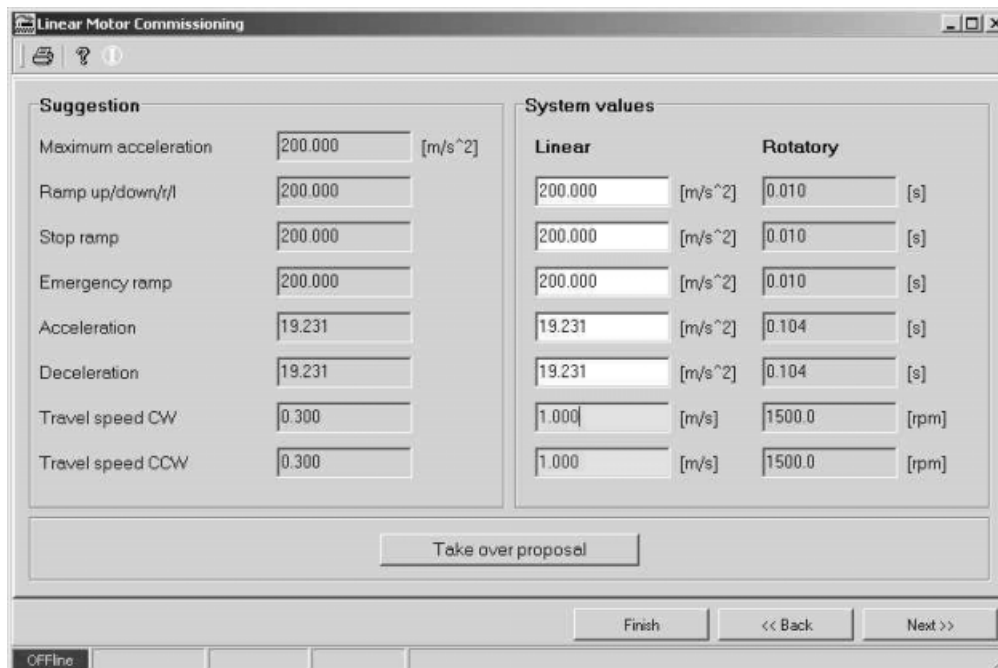 Linear Motor Commissioning
Suggestion
System values
Linear Rotatory
Maximum acceleration 200.000 [m/s^2]
Ramp up/down/r/l 200.000 200.000 [m/s^2] 0.010 [s]
Stop ramp 200.000 200.000 [m/s^2] 0.010 [s]
Emergency ramp 200.000 200.000 [m/s^2] 0.010 [s]
Acceleration 19.231 19.231 [m/s^2] 0.104 [s]
Deceleration 19.231 19.231 [m/s^2] 0.104 [s]
Travel speed CW 0.300 1.000 [m/s] 1500.0 [rpm]
Travel speed CCW 0.300 1.000 [m/s] 1500.0 [rpm]
Take over proposal
Finish << Back Next >>
OFFline